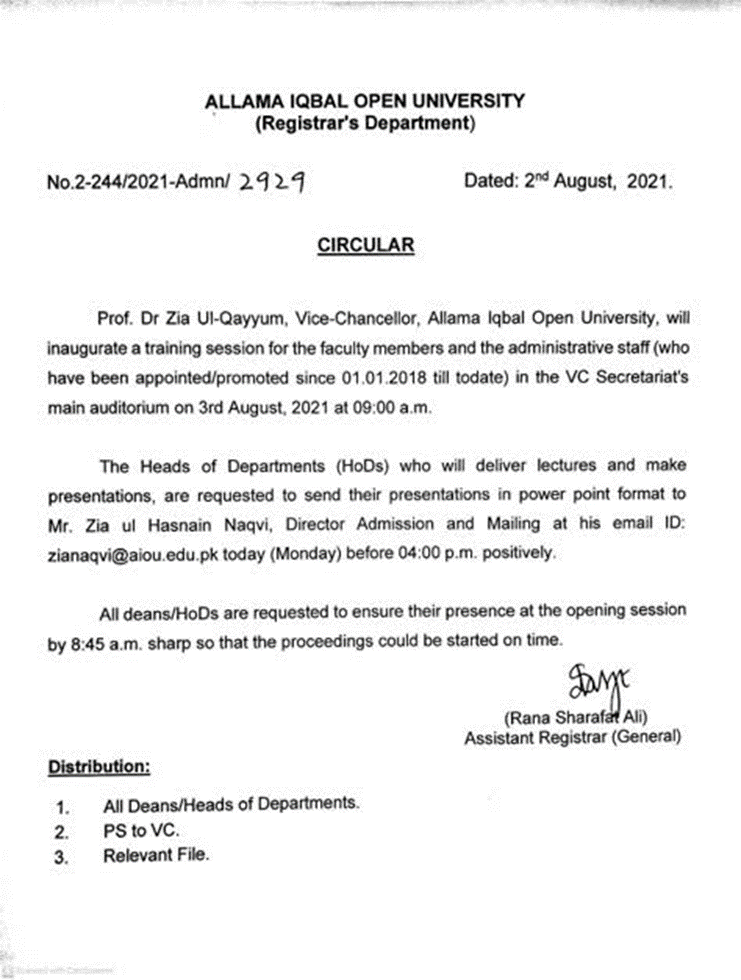 ALLAMA IQBAL OPEN UNIVERSITY
(Registrar's Department)
No.2-244/2021-Admn/ 2929 Dated: 2nd August, 2021.
CIRCULAR
Prof. Dr Zia Ul-Qayyum, Vice-Chancellor, Allama Iqbal Open University, will
inaugurate a training session for the faculty members and the administrative staff (who
have been appointed/promoted since 01.01.2018 till todate) in the VC Secretariat's
main auditorium on 3rd August, 2021 at 09:00 a.m.
The Heads of Departments (HoDs) who will deliver lectures and make
presentations, are requested to send their presentations in power point format to
Mr. Zia ul Hasnain Naqvi, Director Admission and Mailing at his email ID:
zianaqvi@aiou.edu.pk today (Monday) before 04:00 p.m. positively.
All deans/HoDs are requested to ensure their presence at the opening session
by 8:45 a.m. sharp so that the proceedings could be started on time.
(Rana Sharafat Ali)
Assistant Registrar (General)
Distribution:
1. All Deans/Heads of Departments.
2. PS to VC.
3. Relevant File.
Scanned with CamScanner